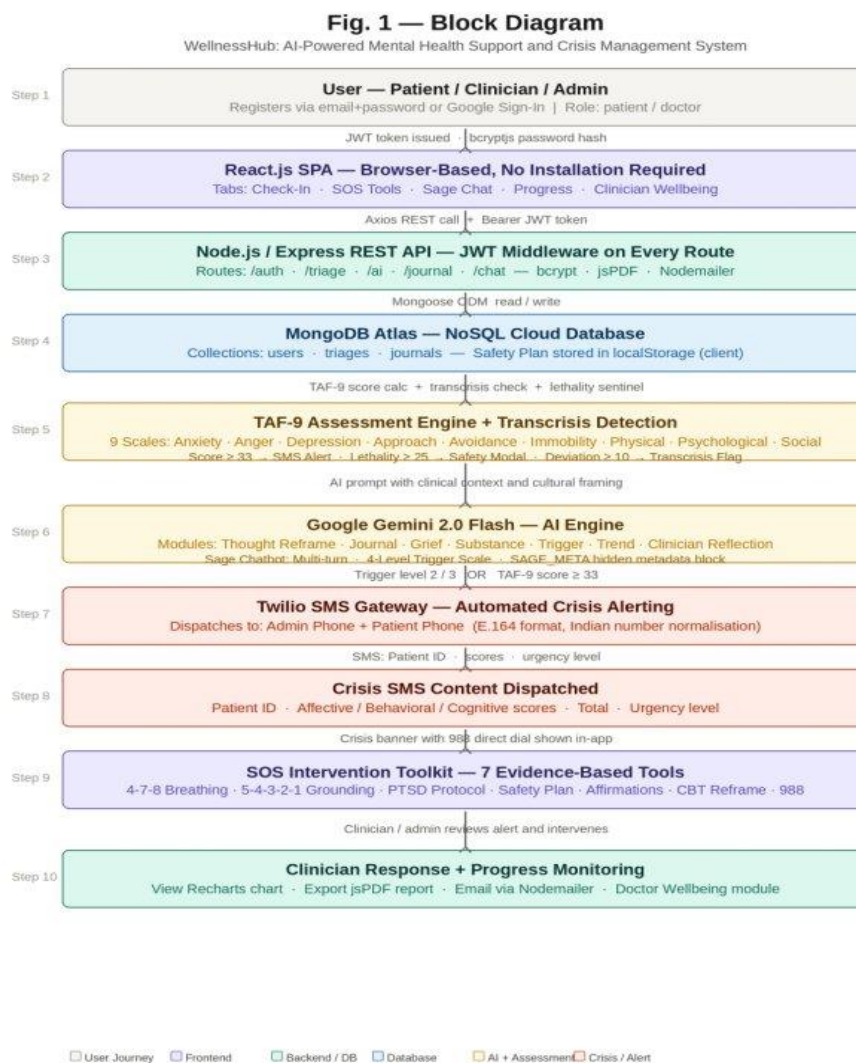 Fig. 1 — Block Diagram
WellnessHub: AI-Powered Mental Health Support and Crisis Management System
Step 1
User — Patient / Clinician / Admin
Registers via email+password or Google Sign-In | Role: patient / doctor
JWT token issued · bcryptjs password hash
Step 2
React.js SPA — Browser-Based, No Installation Required
Tabs: Check-In · SOS Tools · Sage Chat · Progress · Clinician Wellbeing
Axios REST call + Bearer JWT token
Step 3
Node.js / Express REST API — JWT Middleware on Every Route
Routes: /auth · /triage · /ai · /journal · /chat — bcrypt · jsPDF · Nodemailer
Mongoose ODM read / write
Step 4
MongoDB Atlas — NoSQL Cloud Database
Collections: users · triages · journals — Safety Plan stored in localStorage (client)
TAF-9 score calc + transcrisis check + lethality sentinel
Step 5
TAF-9 Assessment Engine + Transcrisis Detection
9 Scales: Anxiety · Anger · Depression · Approach · Avoidance · Immobility · Physical · Psychological · Social
Score ≥ 33 → SMS Alert · Lethality ≥ 25 → Safety Modal · Deviation ≥ 10 → Transcrisis Flag
AI prompt with clinical context and cultural framing
Step 6
Google Gemini 2.0 Flash — AI Engine
Modules: Thought Reframe · Journal · Grief · Substance · Trigger · Trend · Clinician Reflection
Sage Chatbot: Multi-turn · 4-Level Trigger Scale · SAGE_META hidden metadata block
Trigger level 2 / 3 OR TAF-9 score ≥ 33
Step 7
Twilio SMS Gateway — Automated Crisis Alerting
Dispatches to: Admin Phone + Patient Phone (E.164 format, Indian number normalisation)
SMS: Patient ID · scores · urgency level
Step 8
Crisis SMS Content Dispatched
Patient ID · Affective / Behavioral / Cognitive scores · Total · Urgency level
Crisis banner with 988 direct dial shown in-app
Step 9
SOS Intervention Toolkit — 7 Evidence-Based Tools
4-7-8 Breathing · 5-4-3-2-1 Grounding · PTSD Protocol · Safety Plan · Affirmations · CBT Reframe · 988
Clinician / admin reviews alert and intervenes
Step 10
Clinician Response + Progress Monitoring
View Recharts chart · Export jsPDF report · Email via Nodemailer · Doctor Wellbeing module
User Journey
Frontend
Backend / DB
Database
AI + Assessment
Crisis / Alert